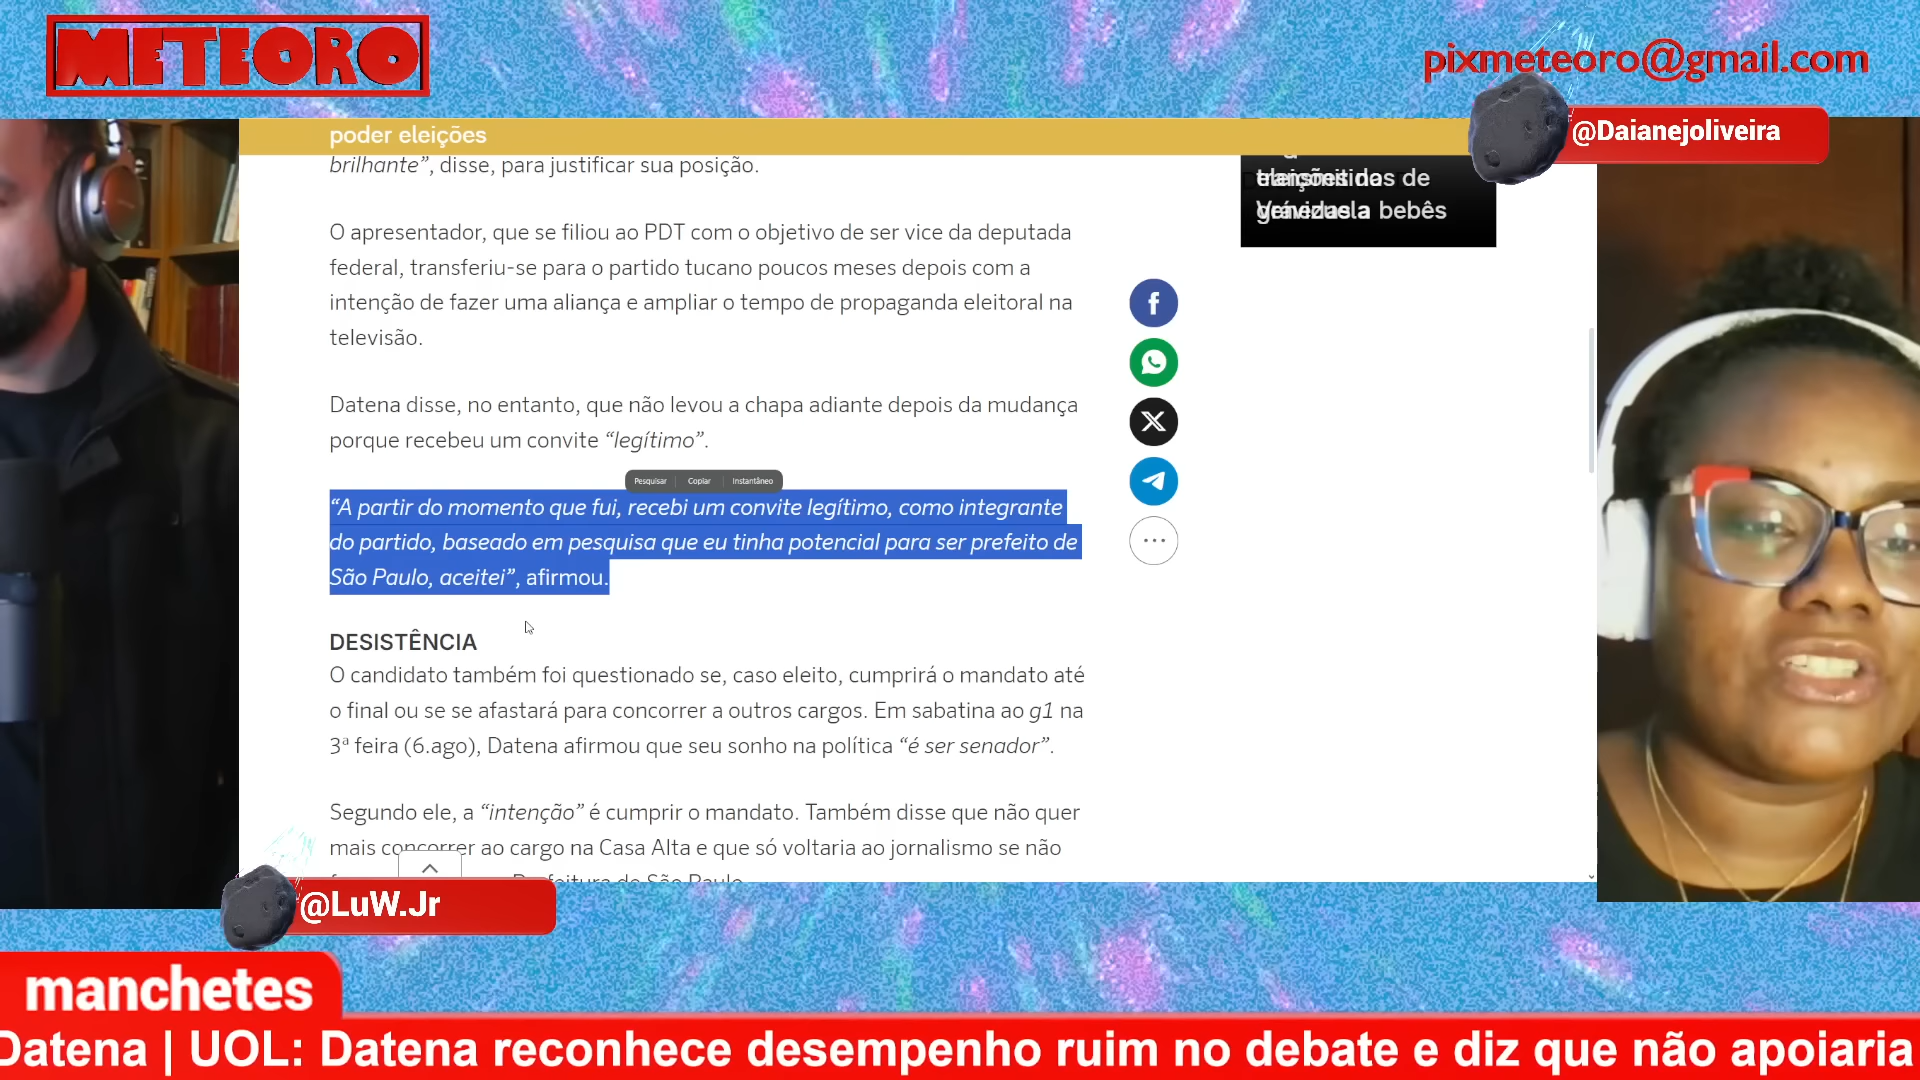 METEORO
pixmeteoro@gmail.com
@Daianejoliveira
poder eleições
brilhante”, disse, para justificar sua posição.
O apresentador, que se filiou ao PDT com o objetivo de ser vice da deputada
federal, transferiu-se para o partido tucano poucos meses depois com a
intenção de fazer uma aliança e ampliar o tempo de propaganda eleitoral na
televisão.
Datena disse, no entanto, que não levou a chapa adiante depois da mudança
porque recebeu um convite “legítimo”.
Pesquisar Copiar Instantâneo
“A partir do momento que fui, recebi um convite legítimo, como integrante
do partido, baseado em pesquisa que eu tinha potencial para ser prefeito de
São Paulo, aceitei”, afirmou.
DESISTÊNCIA
O candidato também foi questionado se, caso eleito, cumprirá o mandato até
o final ou se se afastará para concorrer a outros cargos. Em sabatina ao g1 na
3ª feira (6.ago), Datena afirmou que seu sonho na política “é ser senador”.
Segundo ele, a “intenção” é cumprir o mandato. Também disse que não quer
mais concorrer ao cargo na Casa Alta e que só voltaria ao jornalismo se não
Prefeitura de São Paulo
de
a bebês
@LuW.Jr
manchetes
Datena | UOL: Datena reconhece desempenho ruim no debate e diz que não apoiaria